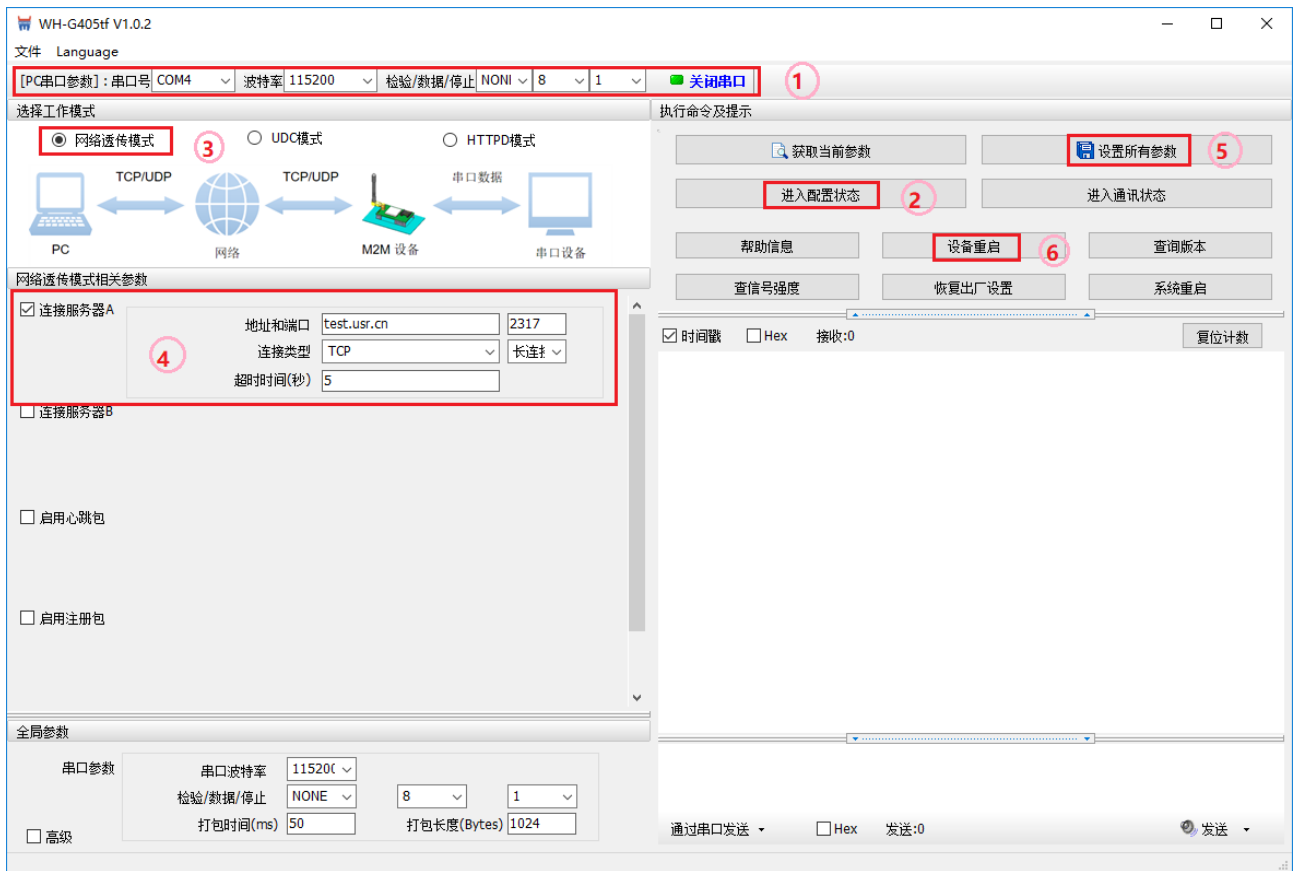 WH-G405tf V1.0.2
文件 Language
[PC串口参数]：串口号 COM4 波特率 115200 检验/数据/停止 NONI 8 1 关闭串口 1
选择工作模式
网络透传模式 3 UDC模式 HTTPD模式
TCP/UDP TCP/UDP 串口数据
PC 网络 M2M 设备 串口设备
网络透传模式相关参数
连接服务器A
地址和端口 test.usr.cn 2317
连接类型 TCP 长连接
4
超时时间(秒) 5
连接服务器B
启用心跳包
启用注册包
全局参数
串口参数 串口波特率 115200
检验/数据/停止 NONE 8 1
打包时间(ms) 50 打包长度(Bytes) 1024
高级
执行命令及提示
获取当前参数 设置所有参数 5
进入配置状态 2 进入通讯状态
帮助信息 设备重启 6 查询版本
查信号强度 恢复出厂设置 系统重启
时间戳 Hex 接收:0 复位计数
通过串口发送 Hex 发送:0 发送